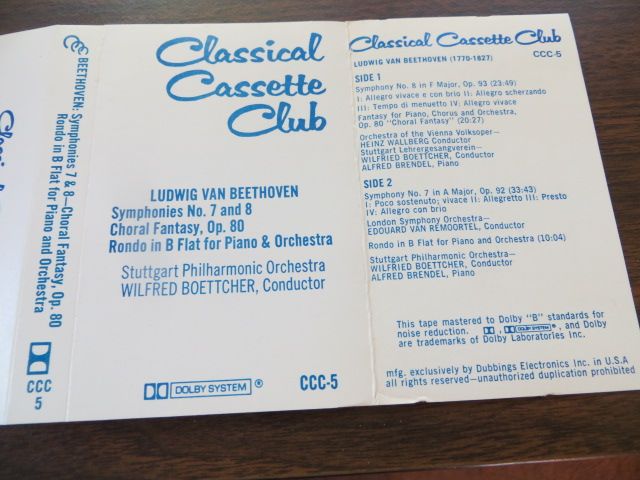 Classical
CCC BEETHOVEN: Symphonies 7 & 8—Choral Fantasy, Op. 80
Rondo in B Flat for Piano and Orchestra
CCC
5
Classical
Cassette
Club
LUDWIG VAN BEETHOVEN
Symphonies No. 7 and 8
Choral Fantasy, Op. 80
Rondo in B Flat for Piano & Orchestra
Stuttgart Philharmonic Orchestra
WILFRED BOETTCHER, Conductor
DOLBY SYSTEM ®
CCC-5
Classical Cassette Club
CCC-5
LUDWIG VAN BEETHOVEN (1770-1827)
SIDE 1
Symphony No. 8 in F Major, Op. 93 (23:49)
I: Allegro vivace e con brio II: Allegro scherzando
III: Tempo di menuetto IV: Allegro vivace
Fantasy for Piano, Chorus and Orchestra,
Op. 80 "Choral Fantasy" (20:27)
Orchestra of the Vienna Volksoper—
HEINZ WALLBERG Conductor
Stuttgart Lehrergesangverein—
WILFRIED BOETTCHER, Conductor
ALFRED BRENDEL, Piano
SIDE 2
Symphony No. 7 in A Major, Op. 92 (33:43)
I: Poco sostenuto; vivace II: Allegretto III: Presto
IV: Allegro con brio
London Symphony Orchestra—
EDOUARD VAN REMOORTEL, Conductor
Rondo in B Flat for Piano and Orchestra (10:04)
Stuttgart Philharmonic Orchestra—
WILFRIED BOETTCHER, Conductor
ALFRED BRENDEL, Piano
This tape mastered to Dolby "B" standards for
noise reduction. , DOLBY SYSTEM ®, and Dolby
are trademarks of Dolby Laboratories Inc.
mfg. exclusively by Dubbings Electronics Inc. in U.S.A
all rights reserved—unauthorized duplication prohibited